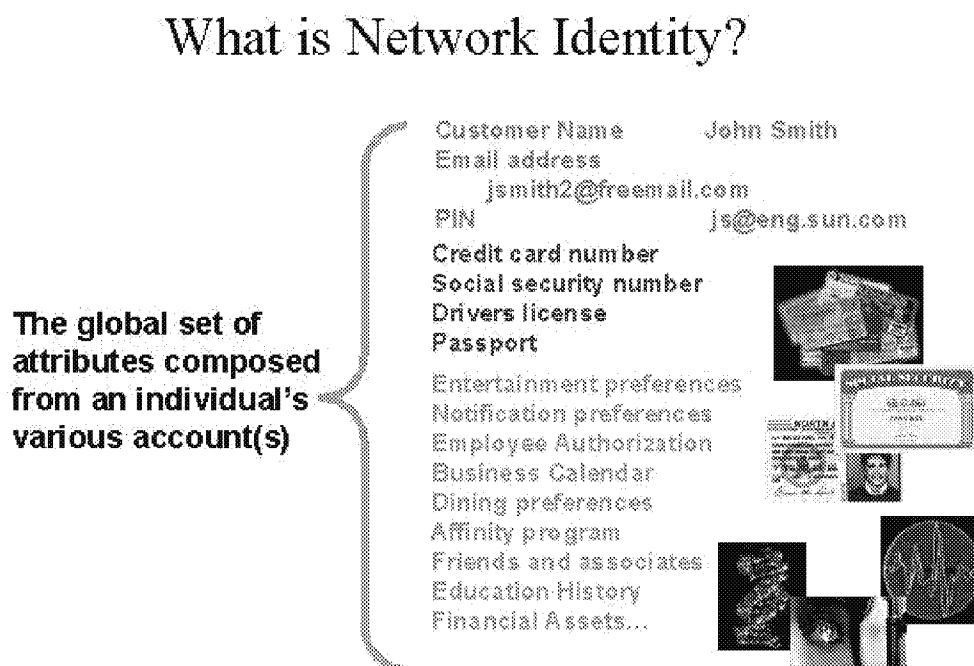 What is Network Identity?
The global set of
attributes composed
from an individual's
various account(s)
Customer Name John Smith
Email address
jsmith2@freemail.com
PIN js@eng.sun.com
Credit card number
Social security number
Drivers license
Passport
Entertainment preferences
Notification preferences
Employee Authorization
Business Calendar
Dining preferences
Affinity program
Friends and associates
Education History
Financial Assets...